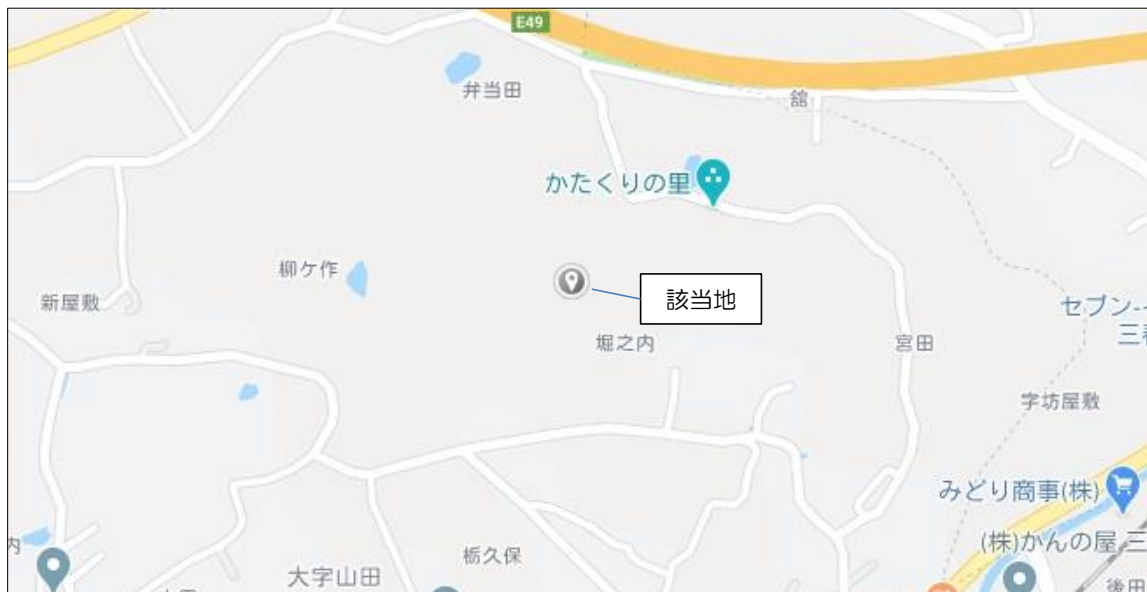 E49
弁当田
舘
かたくりの里
柳ケ作
該当地
新屋敷
セブン-
堀之内
宮田
字坊屋敷
みどり商事(株)
(株)かんの屋 三
栃久保
大字山田
内
後田